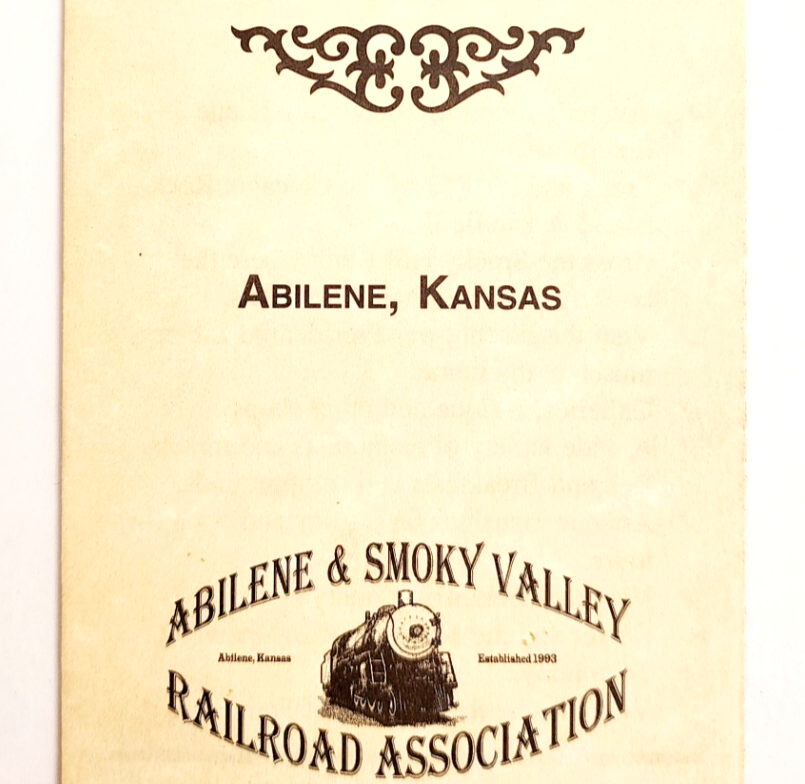 ABILENE, KANSAS
ABILENE & SMOKY VALLEY
Abilene, Kansas
Established 1993
RAILROAD ASSOCIATION